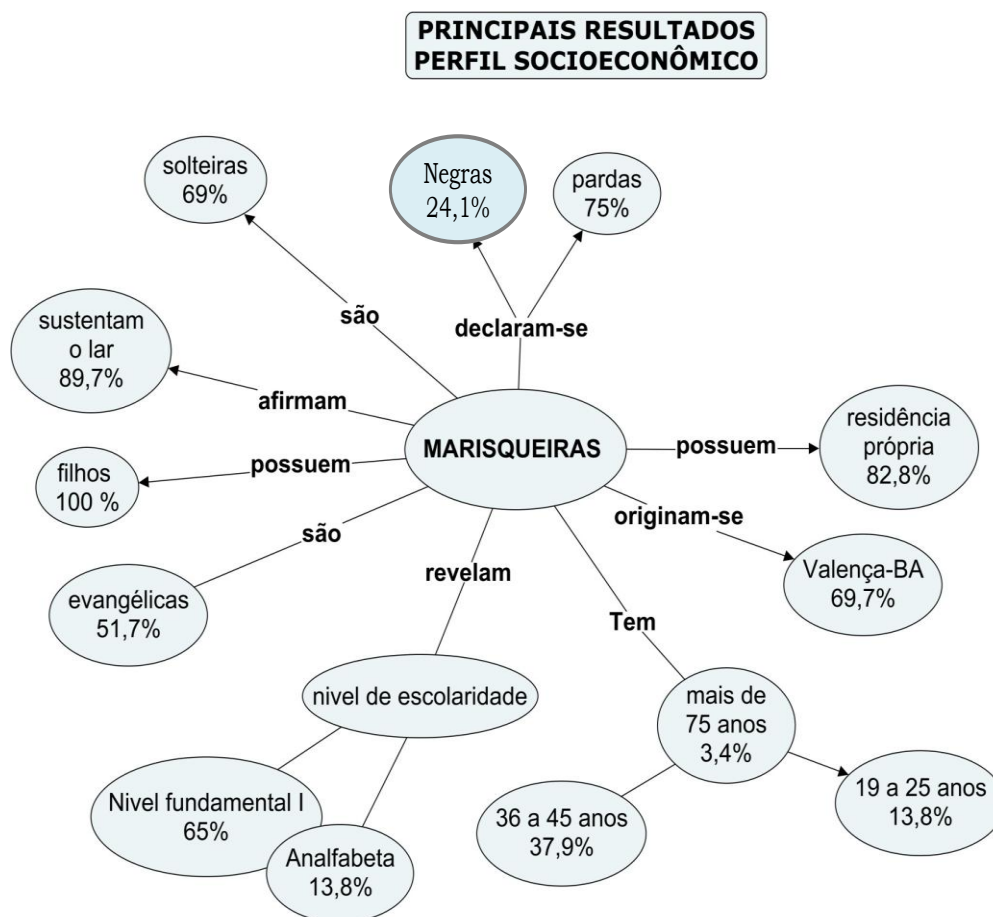 PRINCIPAIS RESULTADOS
PERFIL SOCIOECONÔMICO
solteiras
69%
Negras
24,1%
pardas
75%
são
declaram-se
sustentam
o lar
89,7%
afirmam
MARISQUEIRAS
possuem
residência
própria
82,8%
filhos
100 %
possuem
são
originam-se
Valença-BA
69,7%
evangélicas
51,7%
revelam
Tem
nivel de escolaridade
mais de
75 anos
3,4%
Nivel fundamental I
65%
Analfabeta
13,8%
36 a 45 anos
37,9%
19 a 25 anos
13,8%